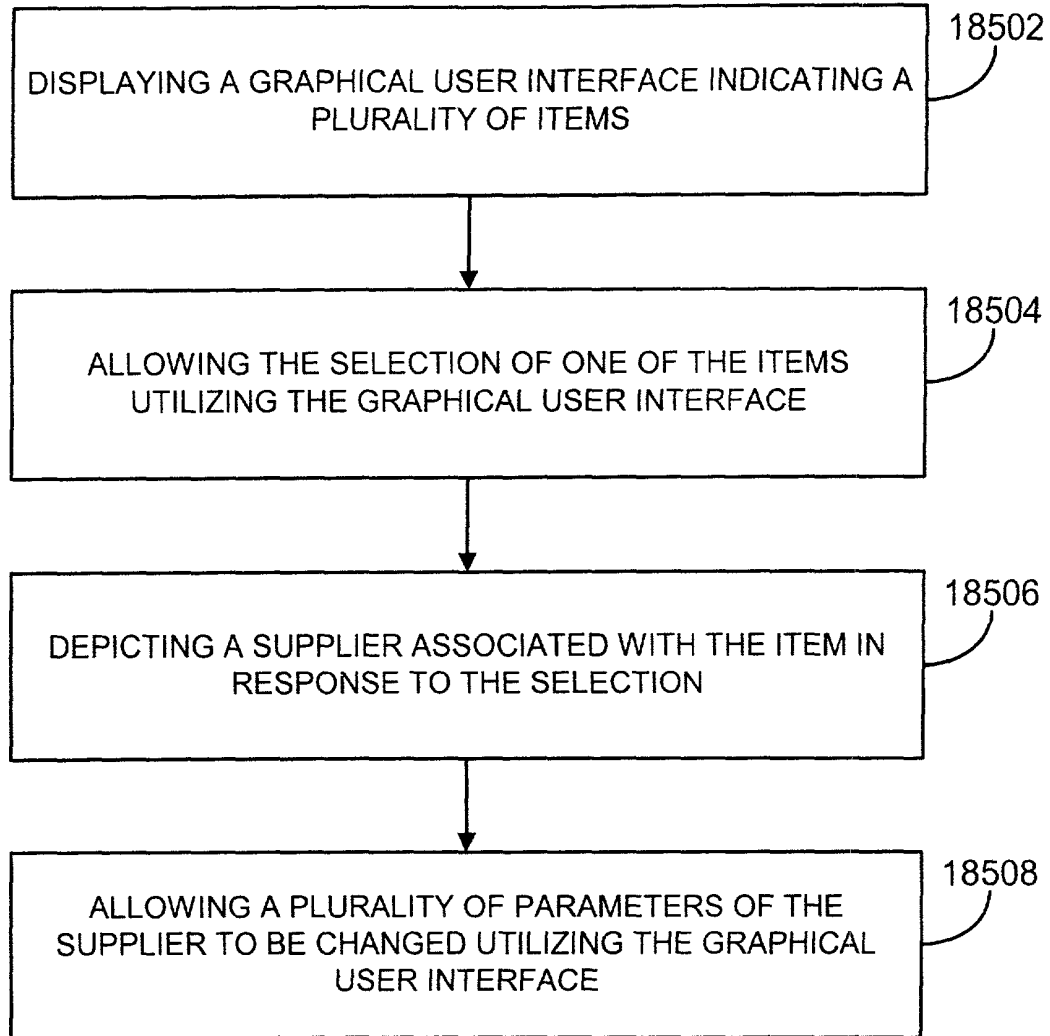 18502
DISPLAYING A GRAPHICAL USER INTERFACE INDICATING A
PLURALITY OF ITEMS
18504
ALLOWING THE SELECTION OF ONE OF THE ITEMS
UTILIZING THE GRAPHICAL USER INTERFACE
18506
DEPICTING A SUPPLIER ASSOCIATED WITH THE ITEM IN
RESPONSE TO THE SELECTION
18508
ALLOWING A PLURALITY OF PARAMETERS OF THE
SUPPLIER TO BE CHANGED UTILIZING THE GRAPHICAL
USER INTERFACE